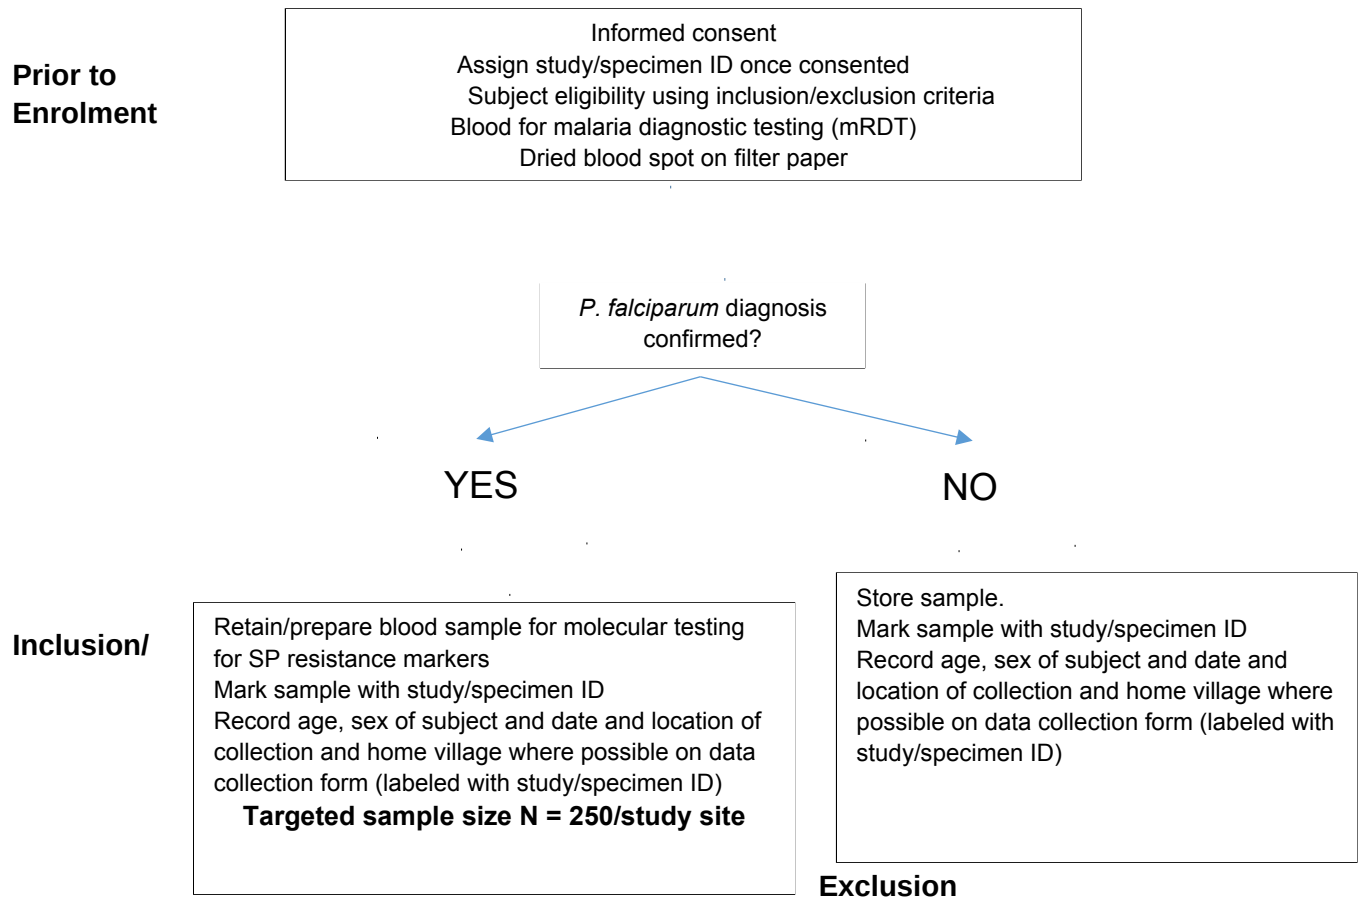 Prior to
Enrolment
Informed consent
Assign study/specimen ID once consented
Subject eligibility using inclusion/exclusion criteria
Blood for malaria diagnostic testing (mRDT)
Dried blood spot on filter paper
P. falciparum diagnosis
confirmed?
YES
NO
Inclusion/
Retain/prepare blood sample for molecular testing
for SP resistance markers
Mark sample with study/specimen ID
Record age, sex of subject and date and location of
collection and home village where possible on data
collection form (labeled with study/specimen ID)
Targeted sample size N = 250/study site
Store sample.
Mark sample with study/specimen ID
Record age, sex of subject and date and
location of collection and home village where
possible on data collection form (labeled with
study/specimen ID)
Exclusion